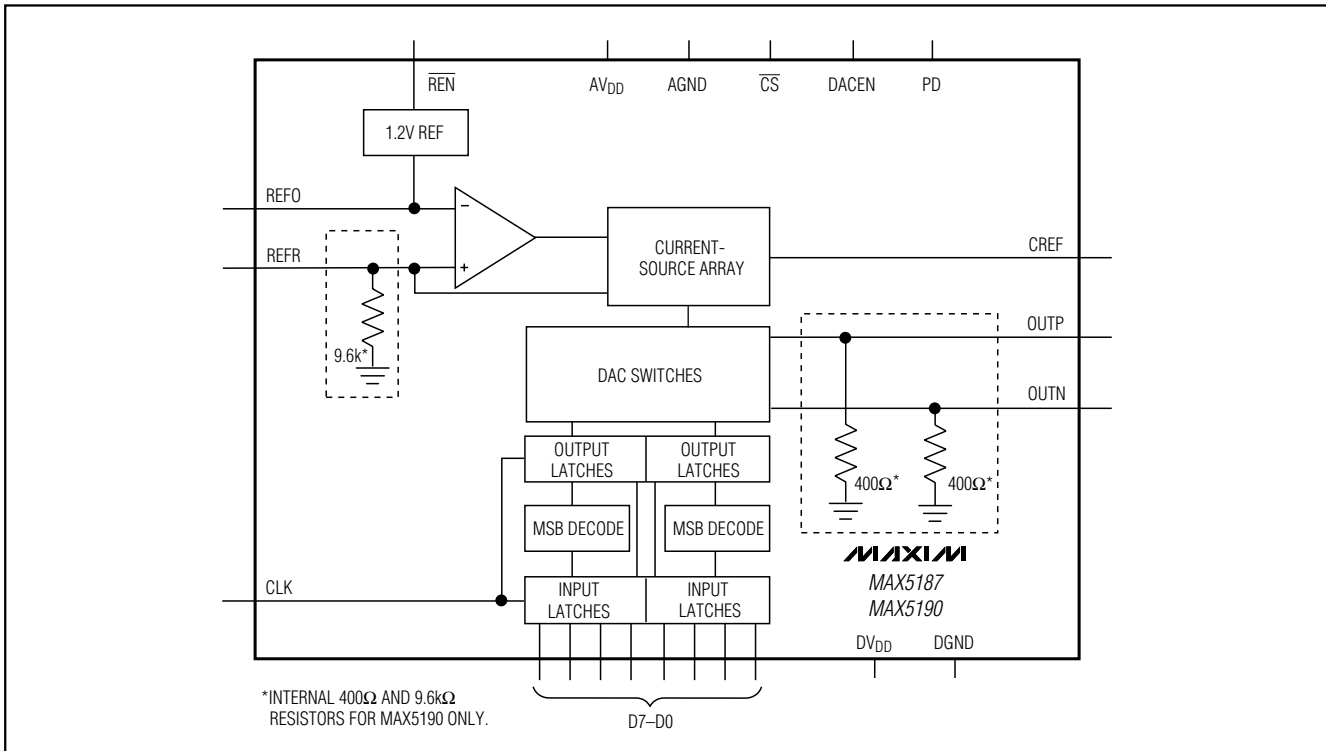 REN AVDD AGND CS DACEN PD
1.2V REF
REFO
−
REFR
+
CURRENT-
SOURCE ARRAY
CREF
9.6k*
DAC SWITCHES
OUTP
OUTN
400Ω* 400Ω*
OUTPUT
LATCHES
OUTPUT
LATCHES
MSB DECODE MSB DECODE
MAXIM
MAX5187
MAX5190
CLK
INPUT
LATCHES
INPUT
LATCHES
DVDD DGND
*INTERNAL 400Ω AND 9.6kΩ
RESISTORS FOR MAX5190 ONLY.
D7–D0